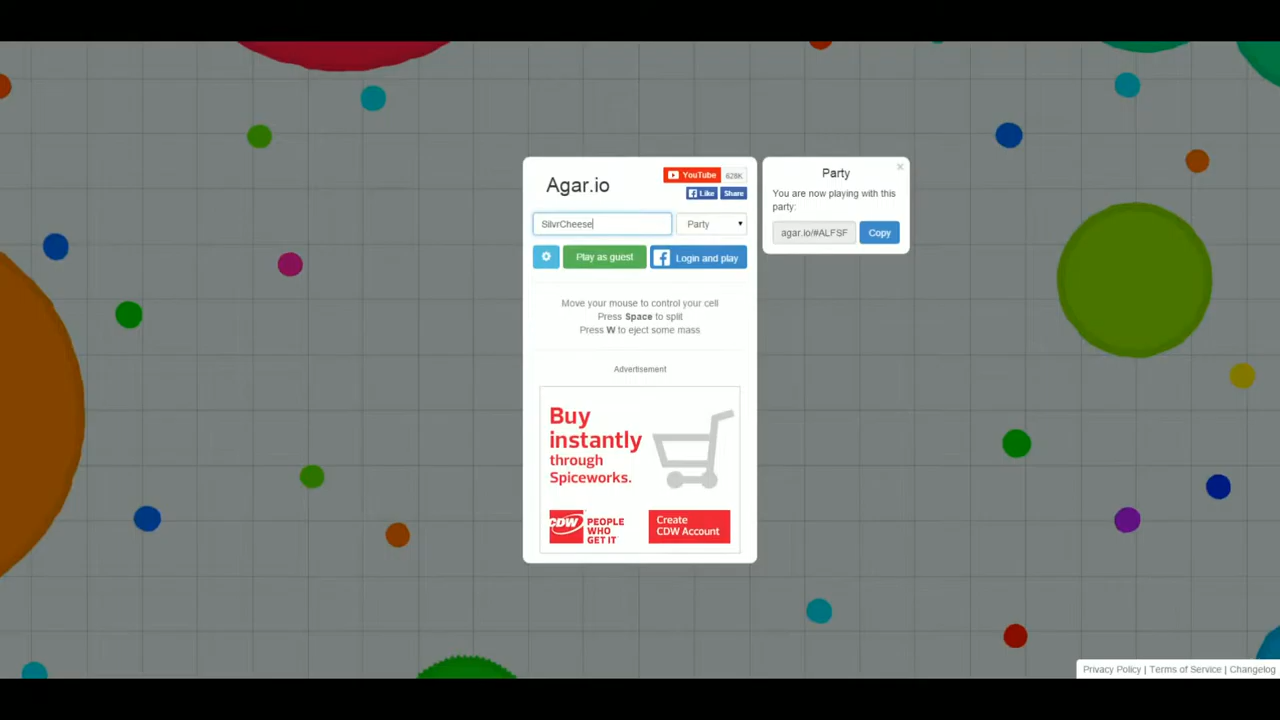 Agar.io
YouTube 628K
Like Share
SilvrCheese
Party
Play as guest
Login and play
Move your mouse to control your cell
Press Space to split
Press W to eject some mass
Advertisement
Buy
instantly
through
Spiceworks.
CDW PEOPLE
WHO
GET IT
Create
CDW Account
Party
×
You are now playing with this
party:
agar.io/#ALFSF
Copy
Privacy Policy | Terms of Service | Changelog